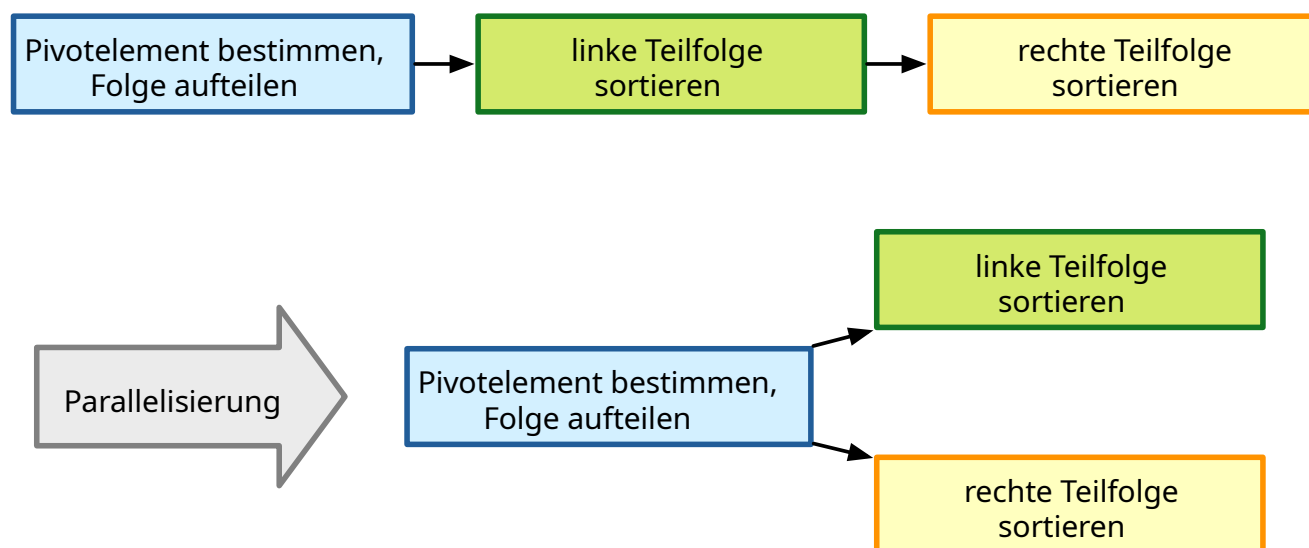 Pivotelement bestimmen,
Folge aufteilen
linke Teilfolge
sortieren
rechte Teilfolge
sortieren
linke Teilfolge
sortieren
Parallelisierung
Pivotelement bestimmen,
Folge aufteilen
rechte Teilfolge
sortieren